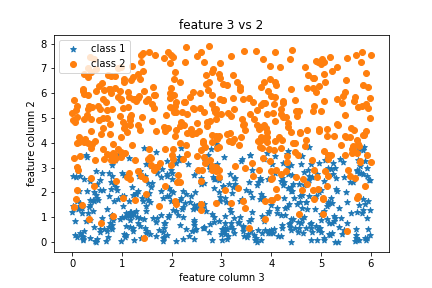 feature 3 vs 2
class 1
class 2
feature column 2
8
7
6
5
4
3
2
1
0
0 1 2 3 4 5 6
feature column 3